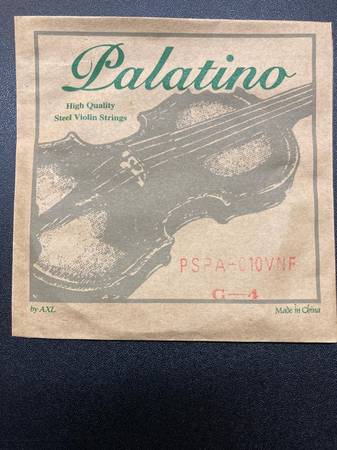 Palatino
High Quality
Steel Violin Strings
PSPA-010VNF
G-4
by AXL
Made in China